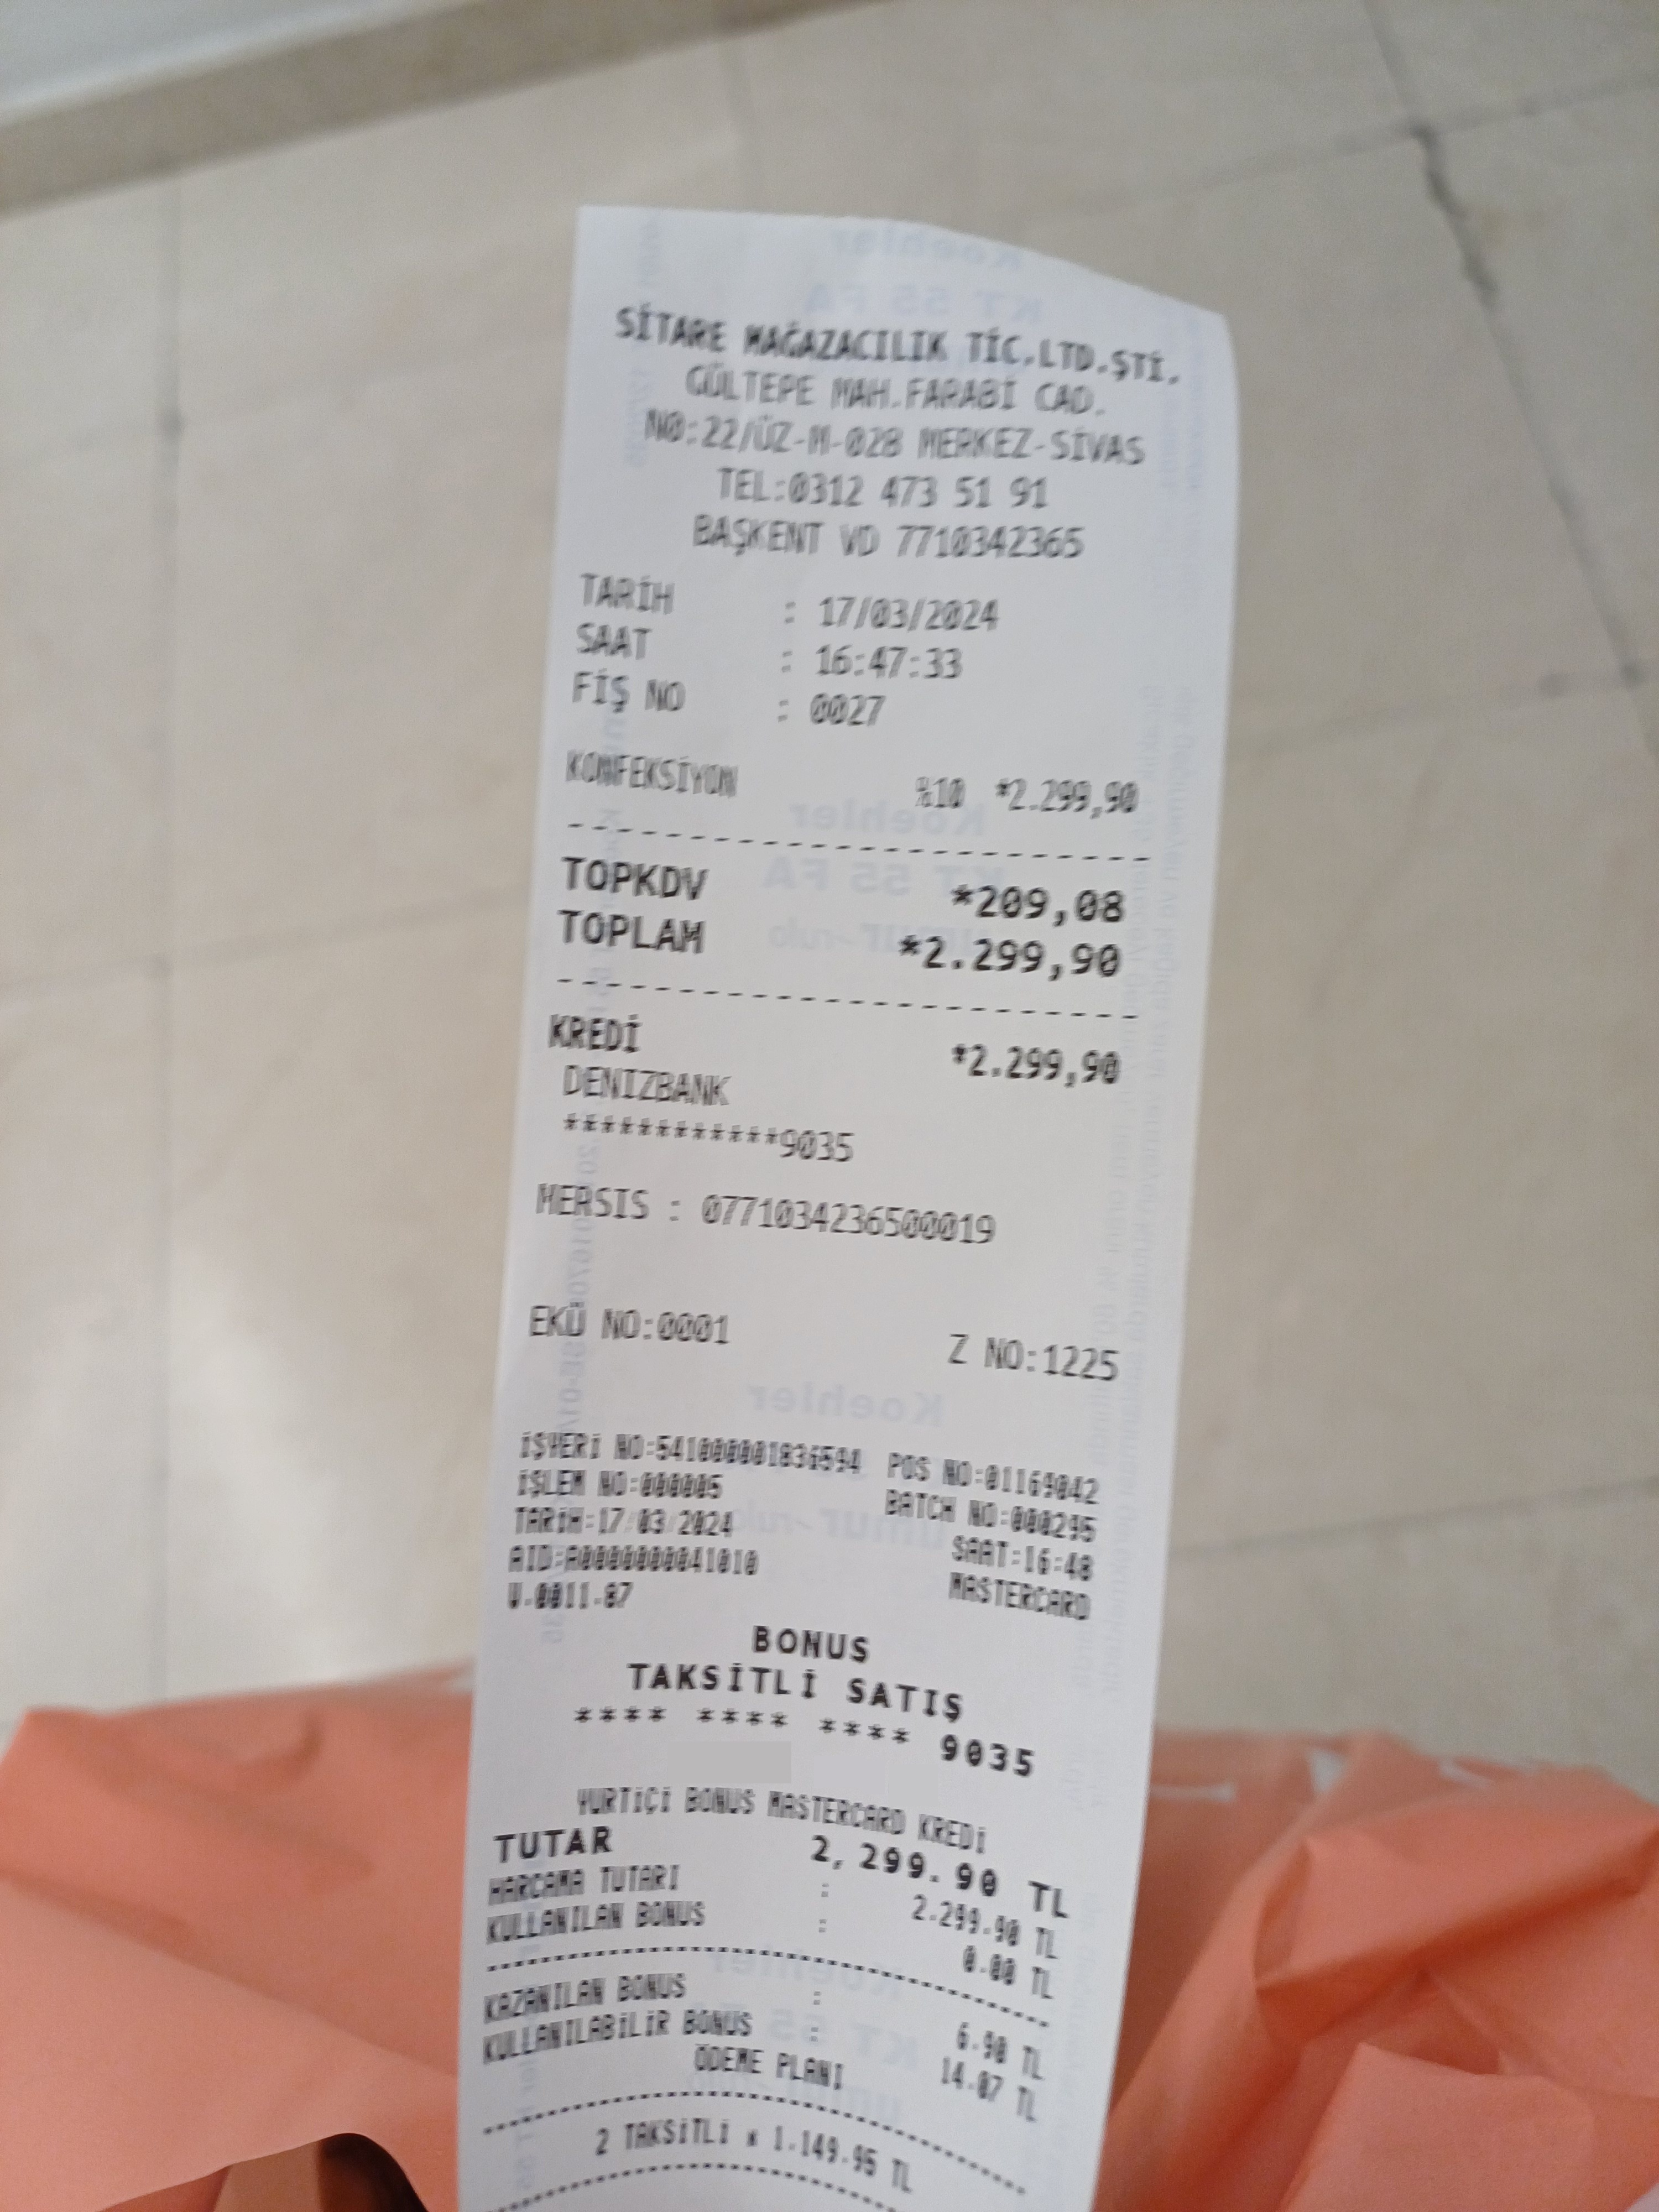 SİTARE MAĞAZACILIK TİC.LTD.ŞTİ.
GÜLTEPE MAH.FARABİ CAD.
NO:22/ÜZ-M-028 MERKEZ-SİVAS
TEL:0312 473 51 91
BAŞKENT VD 7710342365
TARİH : 17/03/2024
SAAT : 16:47:33
FİŞ NO : 0027
KONFEKSİYON %10 *2.299,90
TOPKDV *209,08
TOPLAM *2.299,90
KREDİ *2.299,90
DENIZBANK
************9035
MERSIS : 0771034236500019
EKÜ NO:0001 Z NO:1225
İŞYERİ NO:541000001836594 POS NO:01169042
İŞLEM NO:000005 BATCH NO:000295
TARİH:17/03/2024 SAAT:16:48
AID:A0000000041010 MASTERCARD
V.0011.87
BONUS
TAKSİTLİ SATIŞ
**** **** **** 9035
YURTİÇİ BONUS MASTERCARD KREDİ
TUTAR 2,299.90 TL
HARCAMA TUTARI : 2.299.90 TL
KULLANILAN BONUS : 0.00 TL
KAZANILAN BONUS : 6.90 TL
KULLANILABİLİR BONUS : 14.07 TL
ÖDEME PLANI
2 TAKSİTLİ x 1.149.95 TL